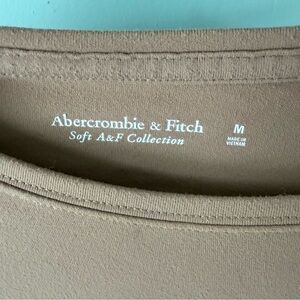 Abercrombie & Fitch
Soft A&F Collection
M
MADE IN
VIETNAM